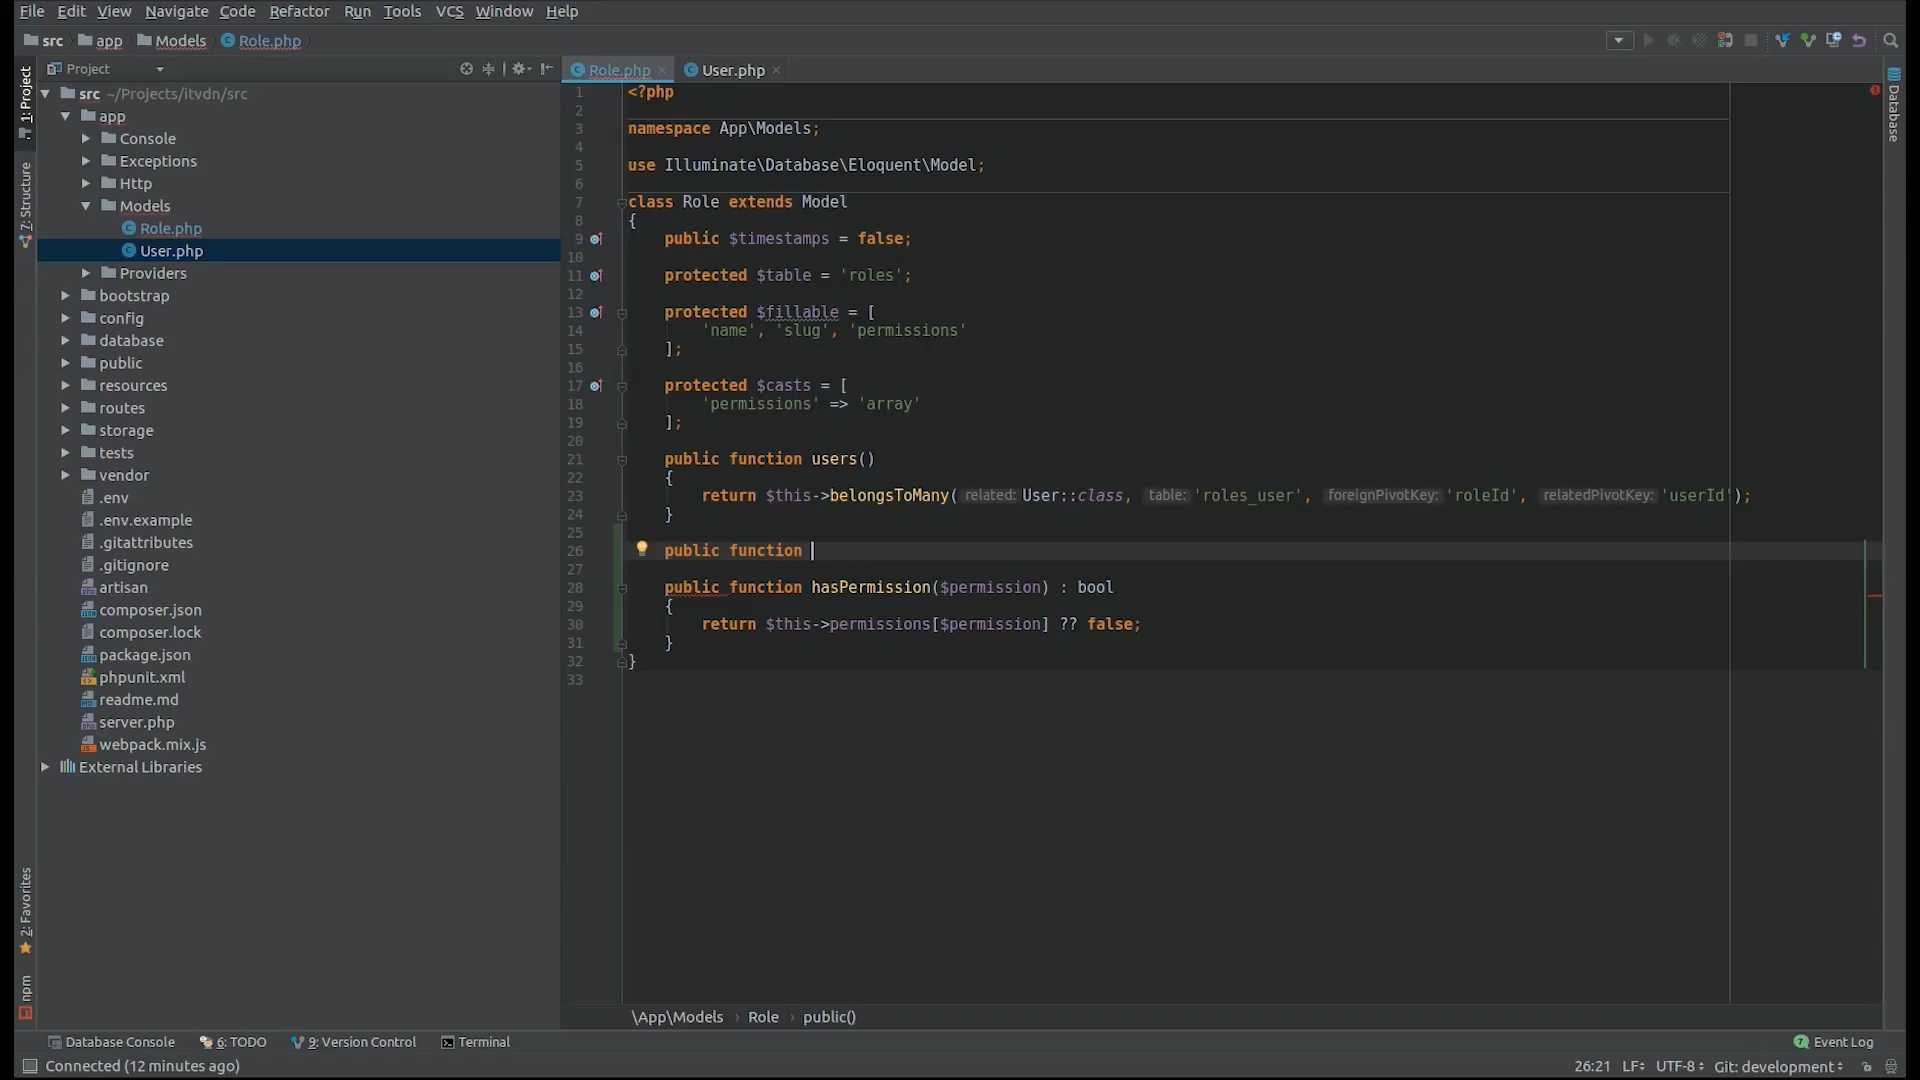 File Edit View Navigate Code Refactor Run Tools VCS Window Help
src app Models Role.php
Project
Role.php × User.php ×
1: Project
7: Structure
2: Favorites
npm
Database
src ~/Projects/itvdn/src
app
Console
Exceptions
Http
Models
Role.php
User.php
Providers
bootstrap
config
database
public
resources
routes
storage
tests
vendor
.env
.env.example
.gitattributes
.gitignore
artisan
composer.json
composer.lock
package.json
phpunit.xml
readme.md
server.php
webpack.mix.js
External Libraries
1 <?php
2
3 namespace App\Models;
4
5 use Illuminate\Database\Eloquent\Model;
6
7 class Role extends Model
8 {
9 public $timestamps = false;
10
11 protected $table = 'roles';
12
13 protected $fillable = [
14 'name', 'slug', 'permissions'
15 ];
16
17 protected $casts = [
18 'permissions' => 'array'
19 ];
20
21 public function users()
22 {
23 return $this->belongsToMany( related: User::class, table: 'roles_user', foreignPivotKey: 'roleId', relatedPivotKey: 'userId');
24 }
25
26 public function
27
28 public function hasPermission($permission) : bool
29 {
30 return $this->permissions[$permission] ?? false;
31 }
32 }
33
\App\Models › Role › public()
Database Console 6: TODO 9: Version Control Terminal 7 Event Log
Connected (12 minutes ago) 26:21 LF UTF-8 Git: development